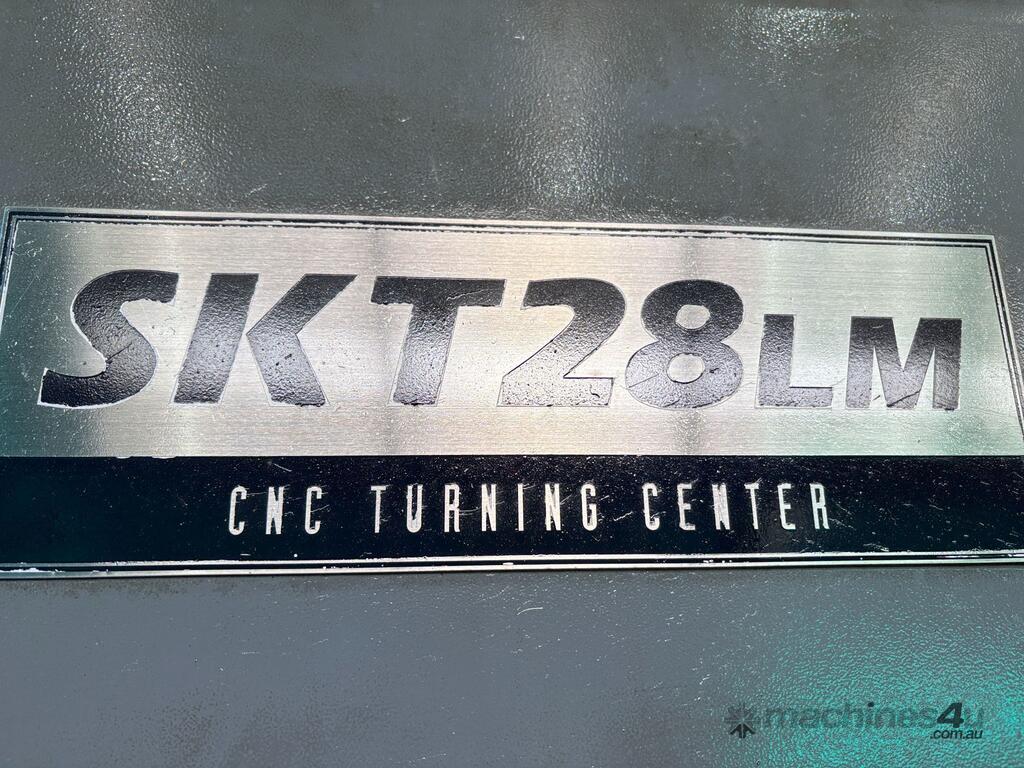 SKT28LM
CNC TURNING CENTER
machines4u
.com.au